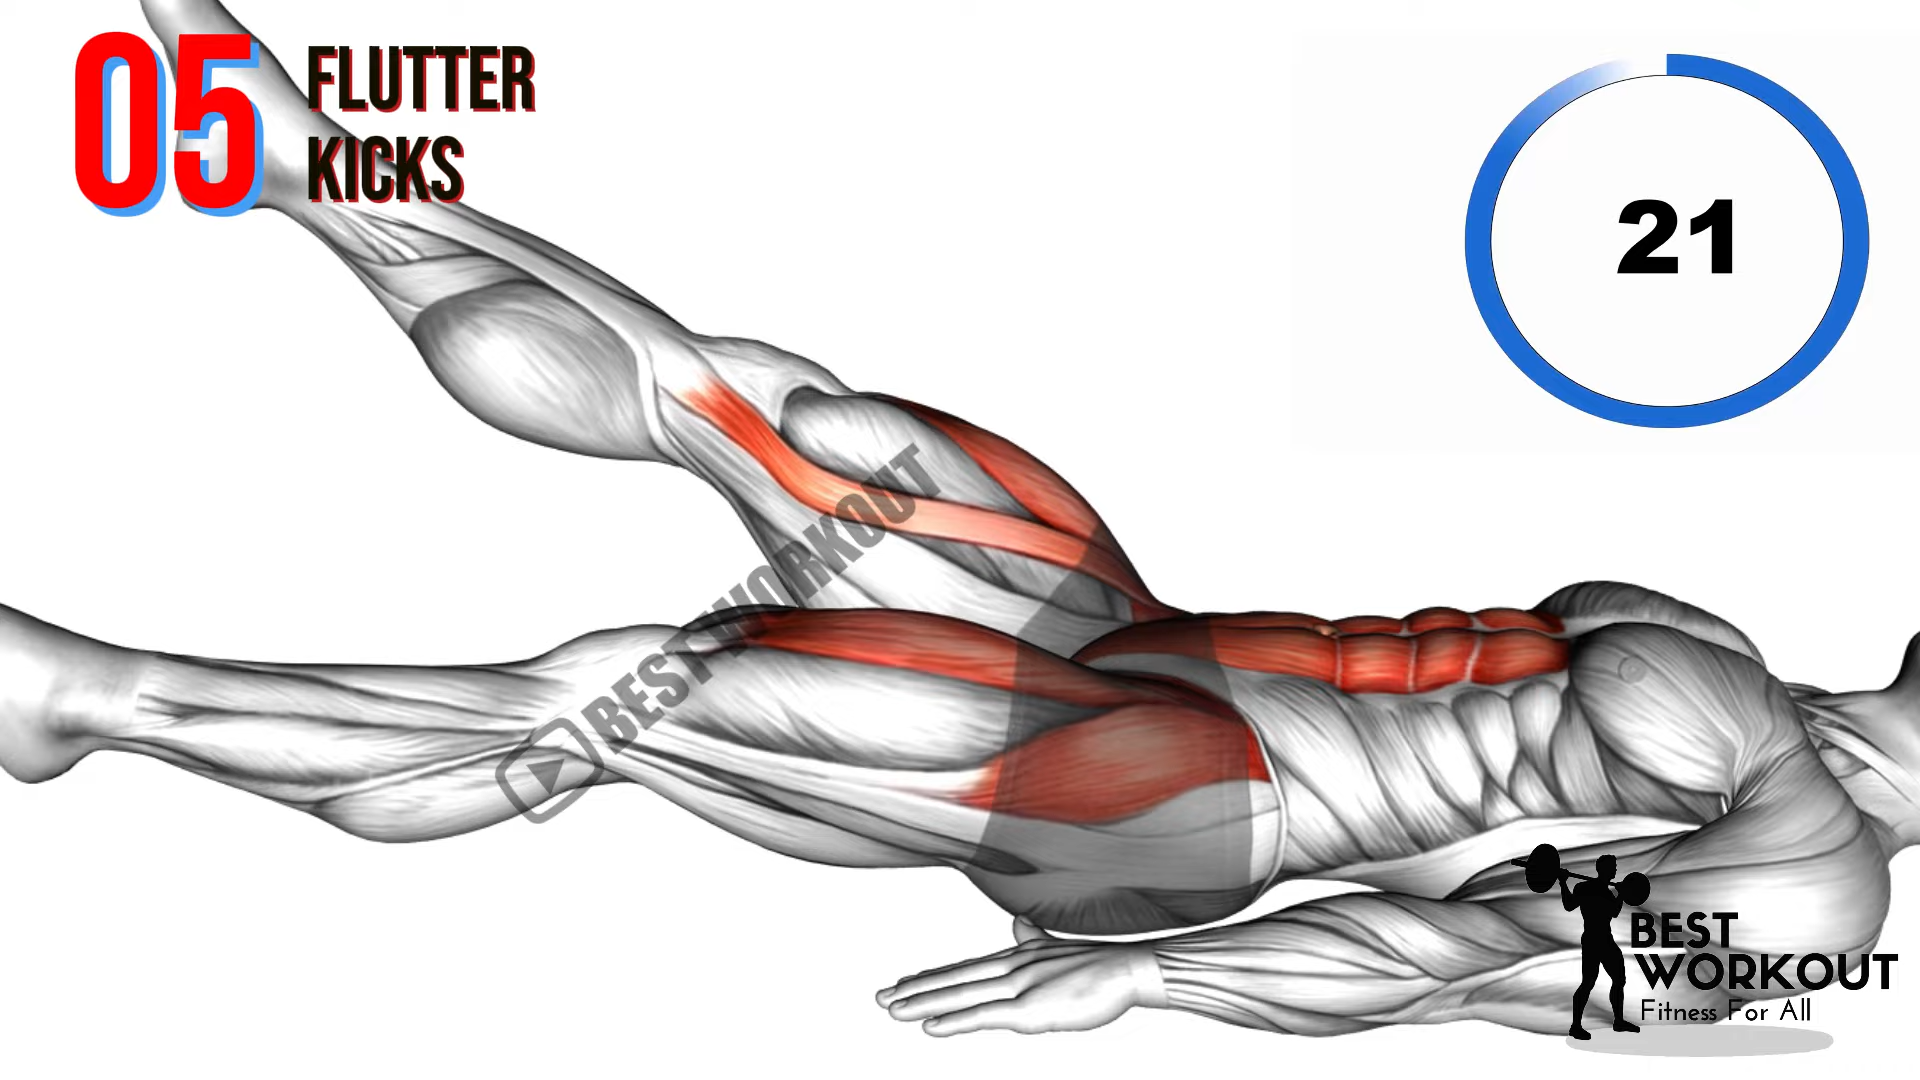 05
FLUTTER
KICKS
21
BEST WORKOUT
BEST
WORKOUT
Fitness For All